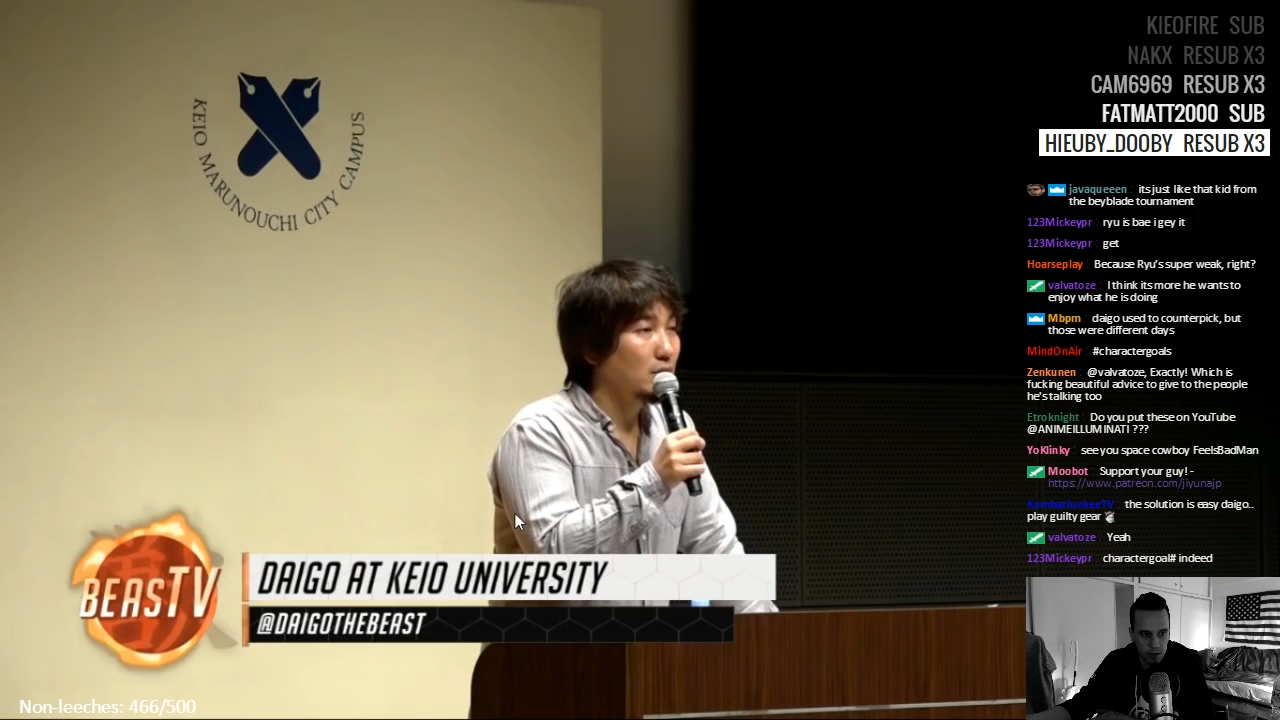 KEIO MARUNOUCHI CITY CAMPUS
BEASTV
DAIGO AT KEIO UNIVERSITY
@DAIGOTHEBEAST
Non-leeches: 466/500
KIEOFIRE SUB
NAKX RESUB X3
CAM6969 RESUB X3
FATMATT2000 SUB
HIEUBY_DOOBY RESUB X3
javaqueeen : its just like that kid from
the beyblade tournament
123Mickeypr : ryu is bae i gey it
123Mickeypr : get
Hoarseplay : Because Ryu's super weak, right?
valvatoze : I think its more he wants to
enjoy what he is doing
Mbpm : daigo used to counterpick, but
those were different days
MindOnAir : #charactergoals
Zenkunen : @valvatoze, Exactly! Which is
fucking beautiful advice to give to the people
he's talking too
Etroknight : Do you put these on YouTube
@ANIMEILLUMINATI ???
YoKlinky : see you space cowboy FeelsBadMan
Moobot : Support your guy! -
https://www.patreon.com/jiyunajp
KombatJunkeeTV : the solution is easy daigo..
play guilty gear
valvatoze : Yeah
123Mickeypr : charactergoal# indeed